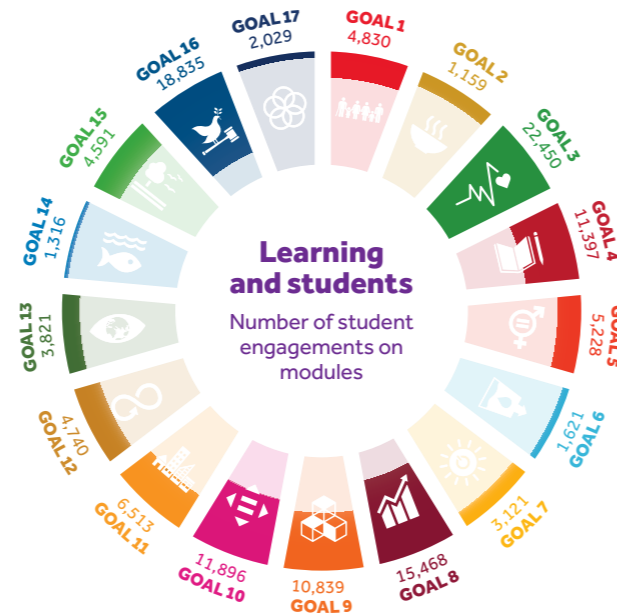 GOAL 1
4,830
GOAL 2
1,159
GOAL 3
22,450
GOAL 4
11,397
GOAL 5
5,228
GOAL 6
1,621
GOAL 7
3,121
GOAL 8
15,468
GOAL 9
10,839
GOAL 10
11,896
GOAL 11
6,513
GOAL 12
4,740
GOAL 13
3,821
GOAL 14
1,316
GOAL 15
4,591
GOAL 16
18,835
GOAL 17
2,029
Learning
and students
Number of student
engagements on
modules